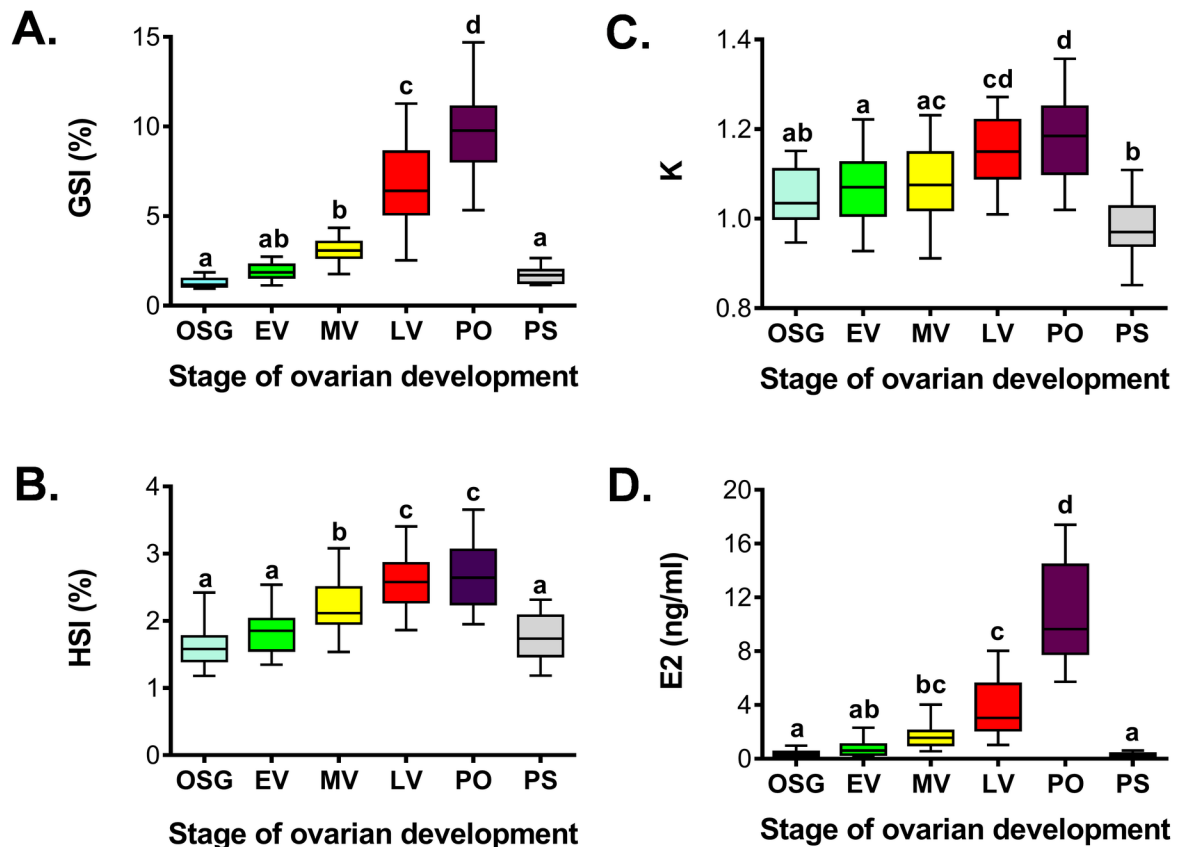 A.
GSI (%)
15
10
5
0
a
ab
b
c
d
a
OSG EV MV LV PO PS
Stage of ovarian development
C.
K
1.4
1.2
1.0
0.8
ab
a
ac
cd
d
b
OSG EV MV LV PO PS
Stage of ovarian development
B.
HSI (%)
4
3
2
1
0
a
a
b
c
c
a
OSG EV MV LV PO PS
Stage of ovarian development
D.
E2 (ng/ml)
20
16
12
8
4
0
a
ab
bc
c
d
a
OSG EV MV LV PO PS
Stage of ovarian development